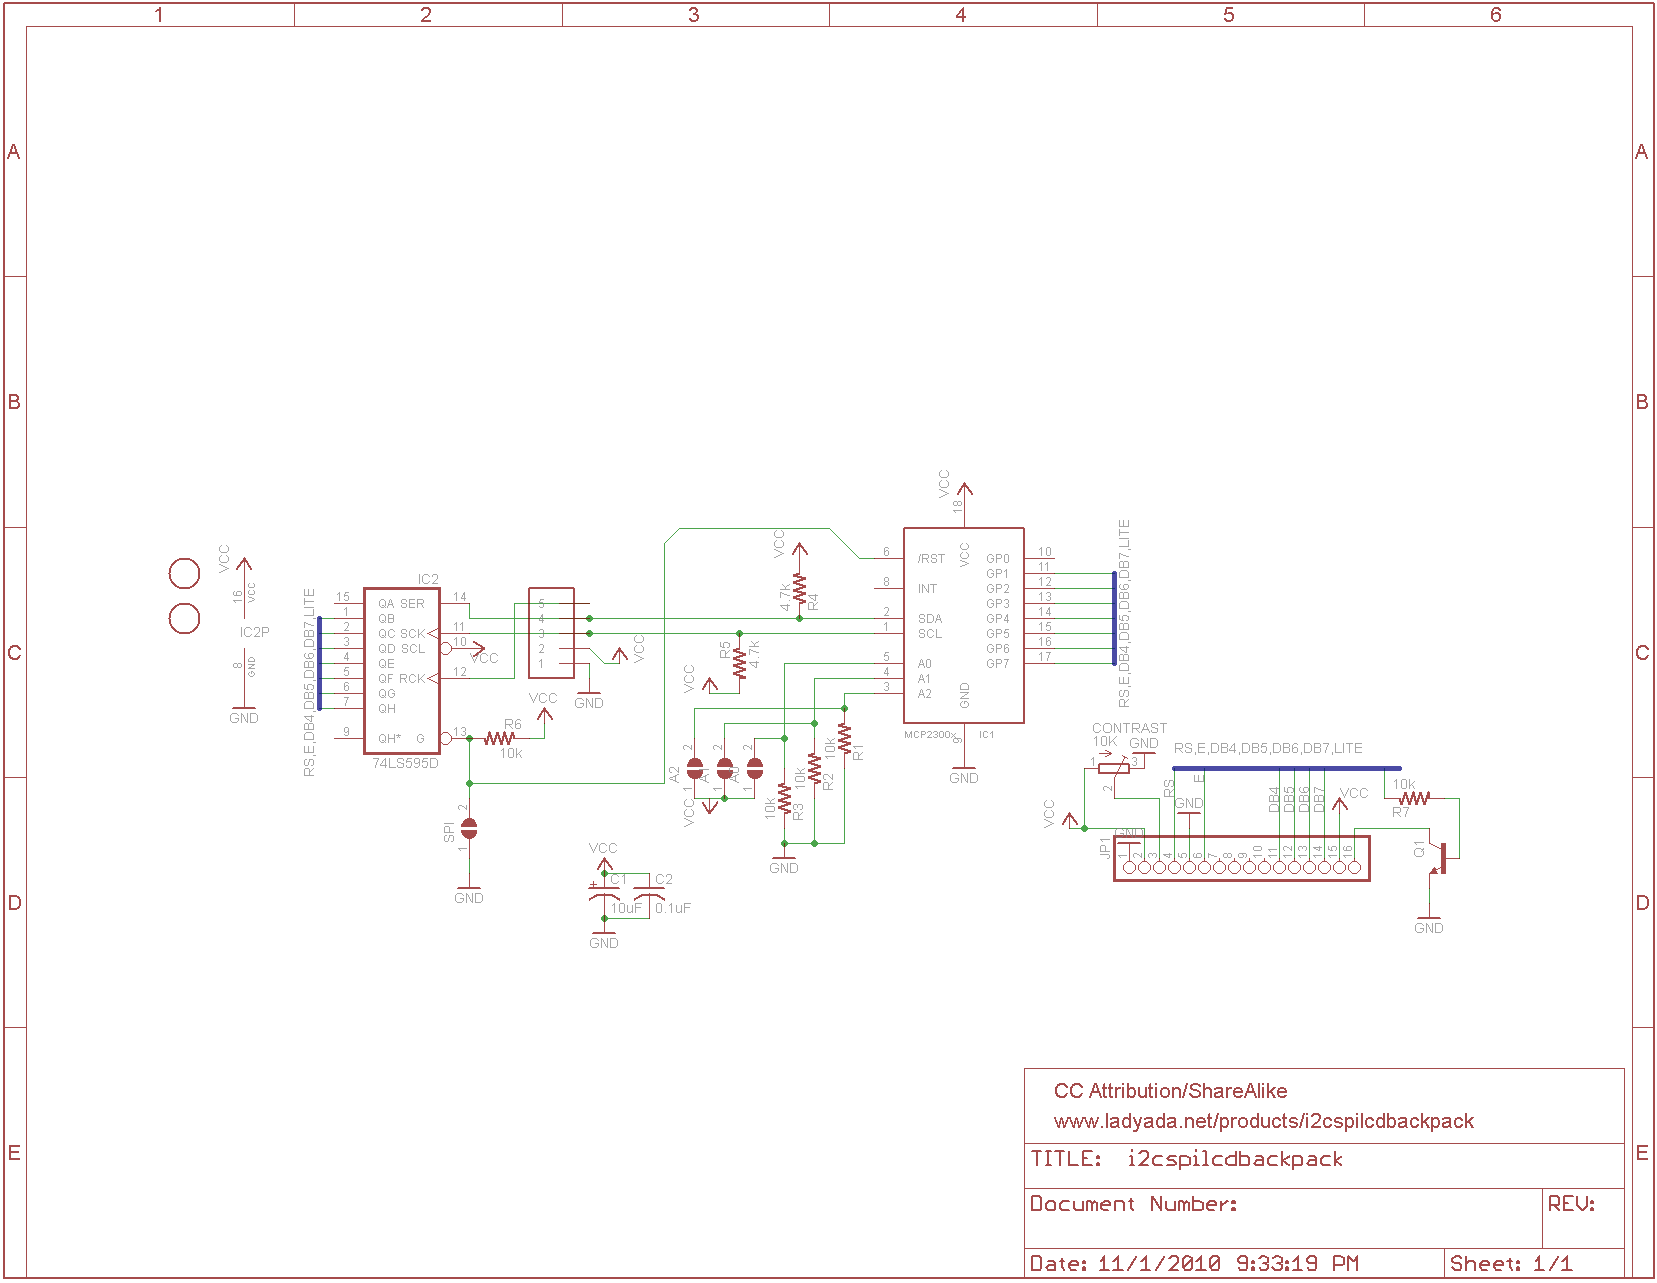 1 2 3 4 5 6
A A
B B
C C
D D
E E
VCC
16
VCC
IC2P
8
GND
GND
RS,E,DB4,DB5,DB6,DB7,LITE
IC2
15 QA SER 14
1 QB
2 QC SCK 11
3 QD SCL 10
VCC
4 QE
5 QF RCK 12
6 QG
7 QH
9 QH* G 13
74LS595D
R6
10k
VCC
5
4
3
2
1
VCC
GND
SPI
2
1
GND
VCC
+
C1
10uF
C2
0.1uF
GND
VCC
4.7k
R4
R5
4.7k
VCC
A2
A1
A0
2 2 2
1 1 1
VCC
10k
R3
10k
R2
10k
R1
GND
VCC
18
6 /RST VCC GP0 10
GP1 11
8 INT GP2 12
GP3 13
2 SDA GP4 14
1 SCL GP5 15
GP6 16
5 A0 GP7 17
4 A1
3 A2 GND
MCP2300x
9
IC1
GND
RS,E,DB4,DB5,DB6,DB7,LITE
CONTRAST
10K
GND
1 3
2
VCC
RS,E,DB4,DB5,DB6,DB7,LITE
RS
GND
E
DB4
DB5
DB6
DB7
VCC
10k
R7
Q1
GND
JP1
GND
1 2 3 4 5 6 7 8 9 10 11 12 13 14 15 16
CC Attribution/ShareAlike
www.ladyada.net/products/i2cspilcdbackpack
TITLE: i2cspilcdbackpack
Document Number:
REV:
Date: 11/1/2010 9:33:19 PM
Sheet: 1/1